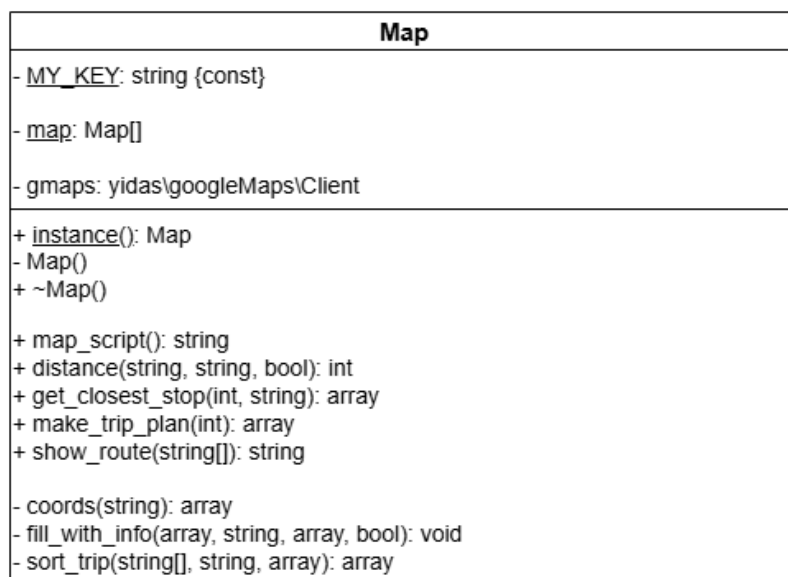 Map
- MY_KEY: string {const}
- map: Map[]
- gmaps: yidas\googleMaps\Client
+ instance(): Map
- Map()
+ ~Map()
+ map_script(): string
+ distance(string, string, bool): int
+ get_closest_stop(int, string): array
+ make_trip_plan(int): array
+ show_route(string[]): string
- coords(string): array
- fill_with_info(array, string, array, bool): void
- sort_trip(string[], string, array): array